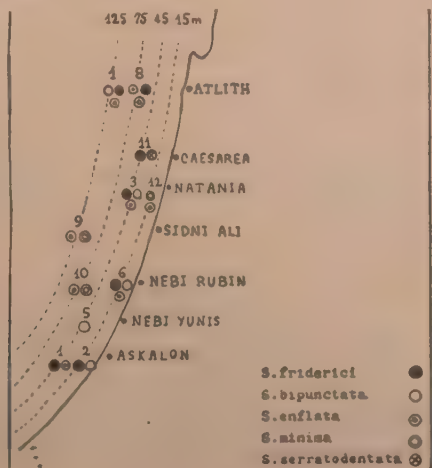 125 75 45 15m
1 8
ATLITH
11
CAESAREA
3 12
NATANIA
9
SIDNI ALI
10
6
NEBI RUBIN
5
NEBI YUNIS
1 2
ASKALON
S.friderici
S.bipunctata
S.enflata
S.minima
S.serratodentata